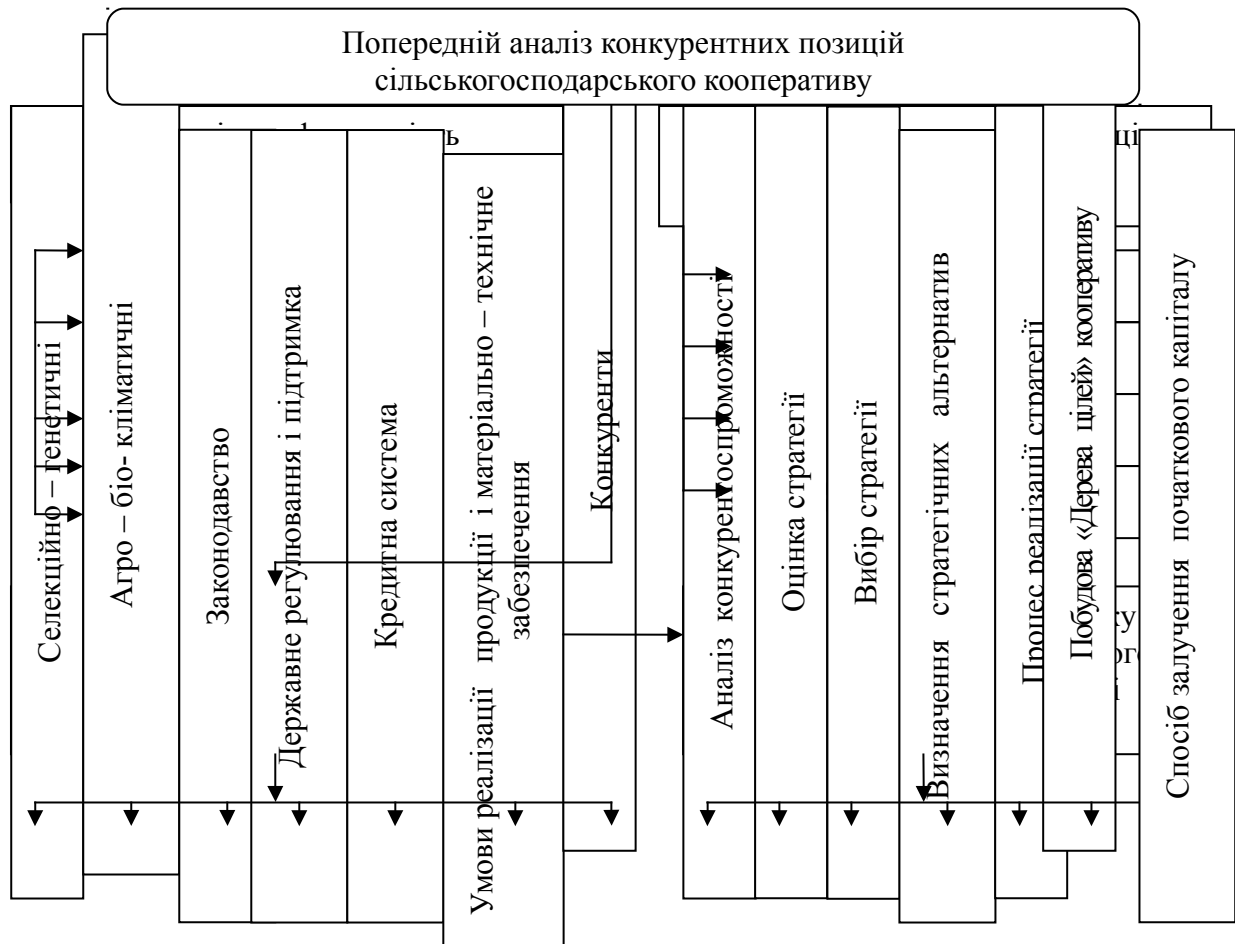 Попередній аналіз конкурентних позицій
сільськогосподарського кооперативу
Селекційно – генетичні
Агро – біо- кліматичні
Законодавство
Державне регулювання і підтримка
Кредитна система
Умови реалізації продукції і матеріально – технічне
забезпечення
Конкуренти
Аналіз конкурентоспроможності
Оцінка стратегії
Вибір стратегії
Визначення стратегічних альтернатив
Процес реалізації стратегії
Побудова «Дерева цілей» кооперативу
Спосіб залучення початкового капіталу